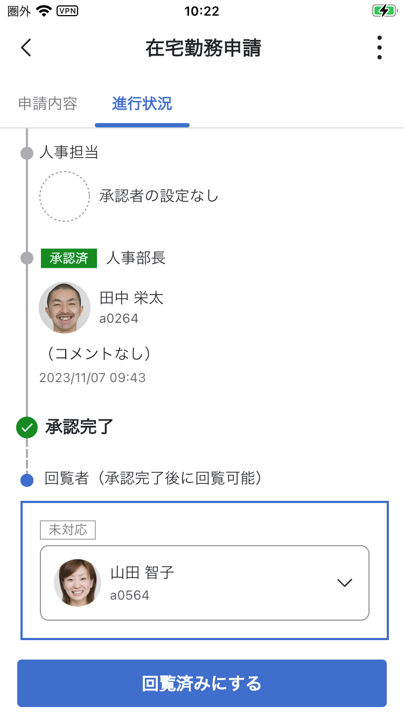 圏外 VPN 10:22
在宅勤務申請
申請内容 進行状況
人事担当
承認者の設定なし
承認済 人事部長
田中 栄太
a0264
（コメントなし）
2023/11/07 09:43
承認完了
回覧者（承認完了後に回覧可能）
未対応
山田 智子
a0564
回覧済みにする